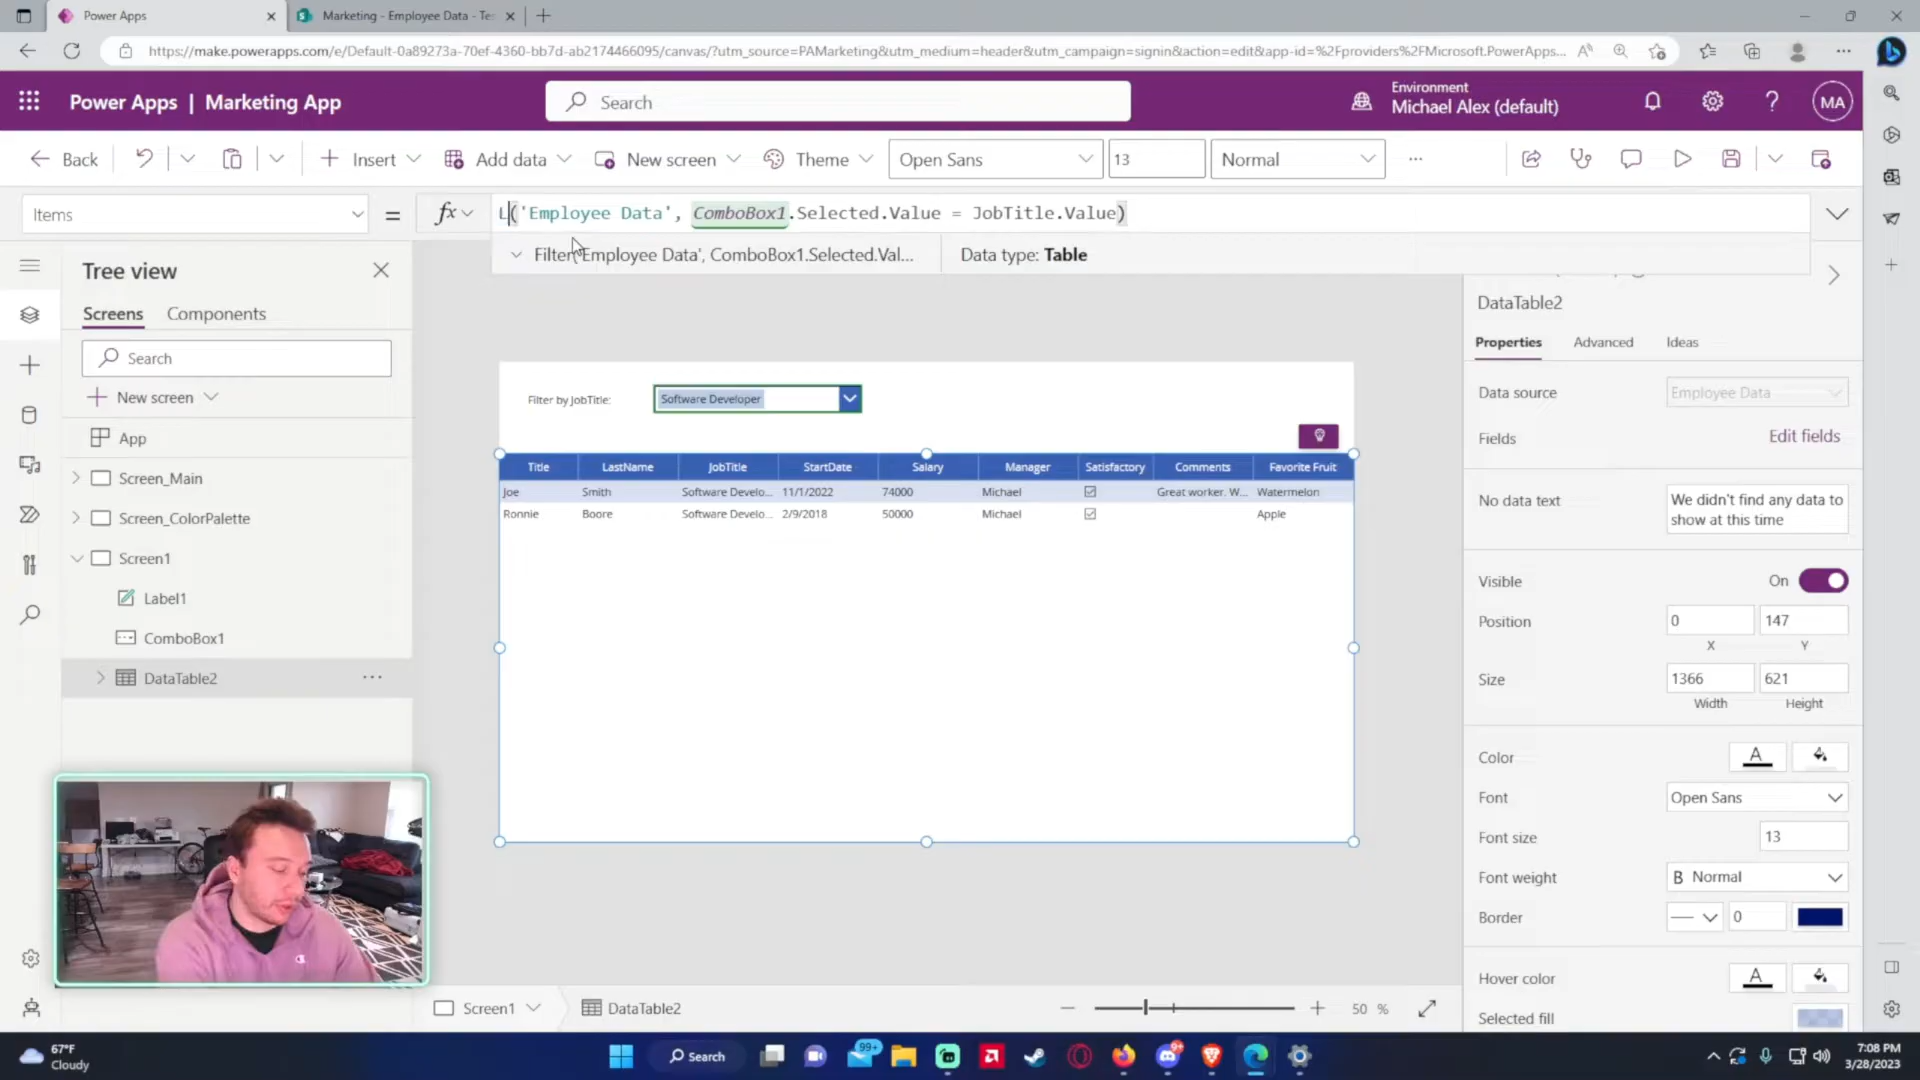 Power Apps
Marketing - Employee Data - Te
https://make.powerapps.com/e/Default-0a89273a-70ef-4360-bb7d-ab2174466095/canvas/?utm_source=PAMarketing&utm_medium=header&utm_campaign=signin&action=edit&app-id=%2Fproviders%2FMicrosoft.PowerApps...
Power Apps | Marketing App
Search
Environment
Michael Alex (default)
MA
Back
Insert
Add data
New screen
Theme
Open Sans
13
Normal
Items
=
fx
L('Employee Data', ComboBox1.Selected.Value = JobTitle.Value)
Filter('Employee Data', ComboBox1.Selected.Val...
Data type: Table
Tree view
Screens
Components
Search
New screen
App
Screen_Main
Screen_ColorPalette
Screen1
Label1
ComboBox1
DataTable2
Filter by JobTitle:
Software Developer
Title LastName JobTitle StartDate Salary Manager Satisfactory Comments Favorite Fruit
Joe Smith Software Develo... 11/1/2022 74000 Michael Great worker. W... Watermelon
Ronnie Boore Software Develo... 2/9/2018 50000 Michael Apple
DataTable2
Properties
Advanced
Ideas
Data source
Employee Data
Fields
Edit fields
No data text
We didn't find any data to
show at this time
Visible
On
Position
0
147
X
Y
Size
1366
621
Width
Height
Color
A
Font
Open Sans
Font size
13
Font weight
B Normal
Border
0
Hover color
A
Selected fill
Screen1
DataTable2
50 %
67°F
Cloudy
Search
99+
9+
7:08 PM
3/28/2023